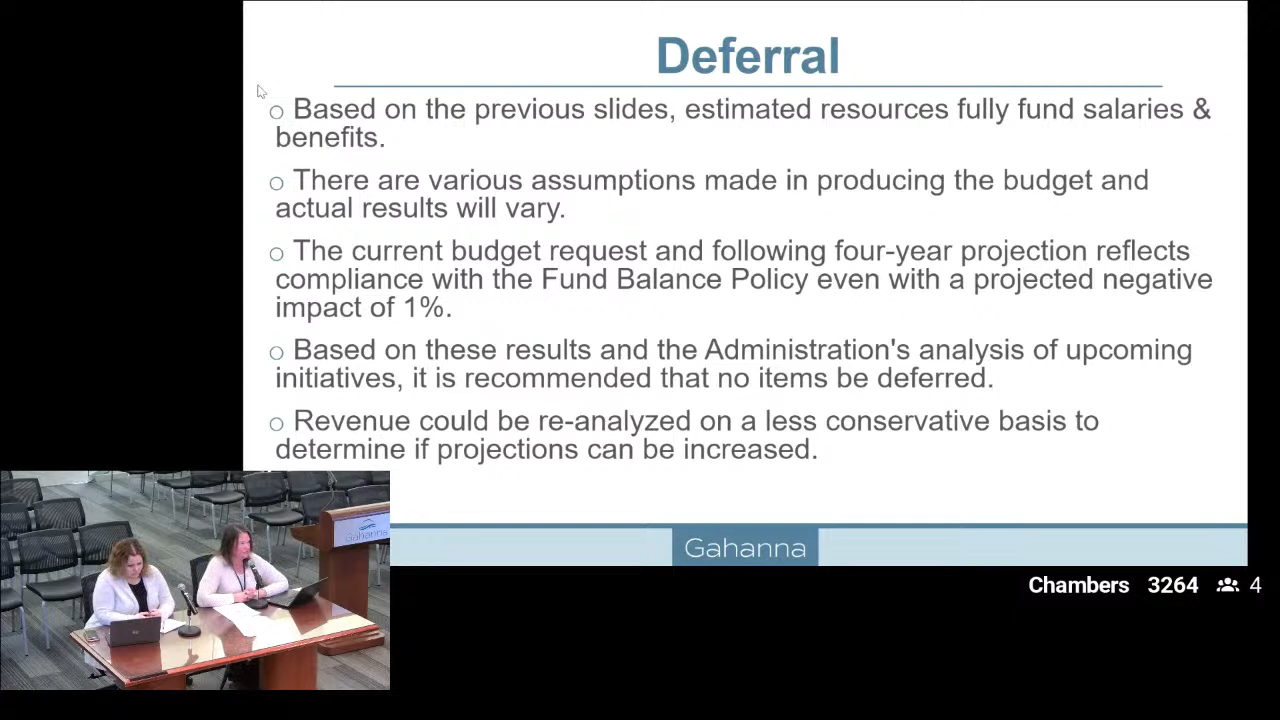 Deferral
○ Based on the previous slides, estimated resources fully fund salaries &
benefits.
○ There are various assumptions made in producing the budget and
actual results will vary.
○ The current budget request and following four-year projection reflects
compliance with the Fund Balance Policy even with a projected negative
impact of 1%.
○ Based on these results and the Administration's analysis of upcoming
initiatives, it is recommended that no items be deferred.
○ Revenue could be re-analyzed on a less conservative basis to
determine if projections can be increased.
Gahanna
Gahanna
Chambers 3264 4